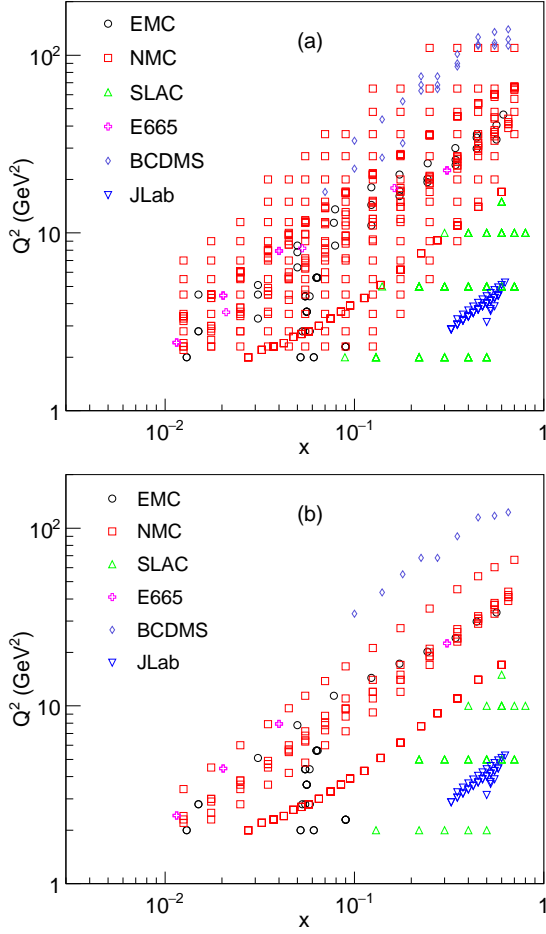 (a)
EMC
NMC
SLAC
E665
BCDMS
JLab
Q² (GeV²)
10²
10
1
10⁻²
10⁻¹
1
x
(b)
EMC
NMC
SLAC
E665
BCDMS
JLab
Q² (GeV²)
10²
10
1
10⁻²
10⁻¹
1
x